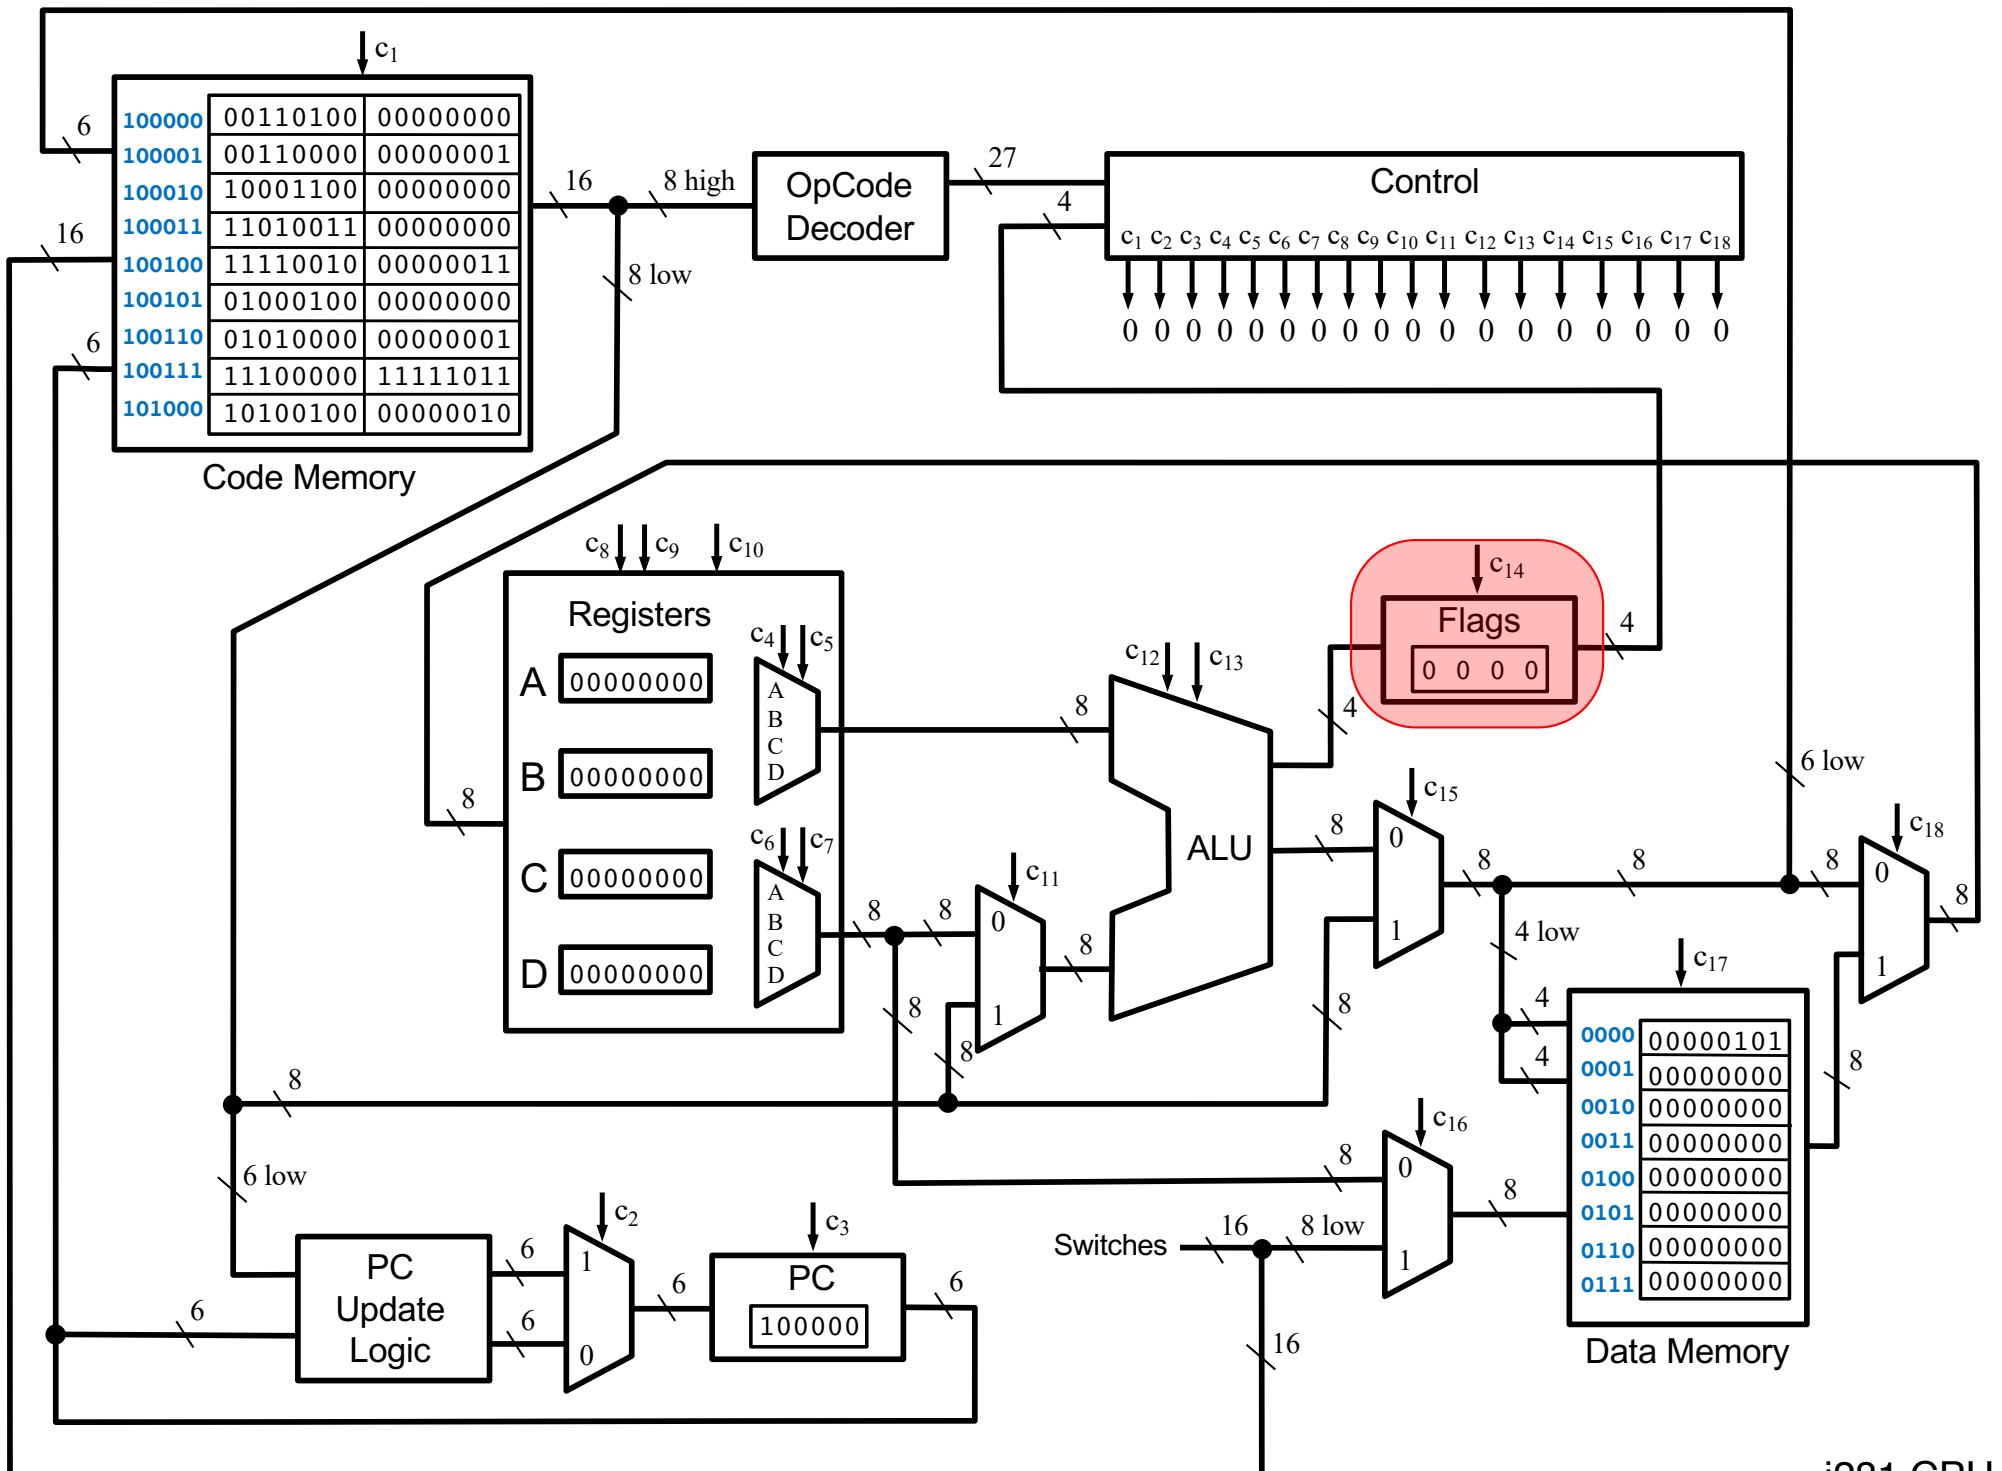 c1
100000 00110100 00000000
100001 00110000 00000001
100010 10001100 00000000
100011 11010011 00000000
100100 11110010 00000011
100101 01000100 00000000
100110 01010000 00000001
100111 11100000 11111011
101000 10100100 00000010
Code Memory
6
16
6
16
8 high
8 low
OpCode
Decoder
27
4
Control
c1 c2 c3 c4 c5 c6 c7 c8 c9 c10 c11 c12 c13 c14 c15 c16 c17 c18
0 0 0 0 0 0 0 0 0 0 0 0 0 0 0 0 0 0
c8 c9 c10
Registers
A 00000000
B 00000000
C 00000000
D 00000000
8
c4 c5
A
B
C
D
c6 c7
A
B
C
D
8
8
8
8
c11
0
1
8
8
c12 c13
ALU
c14
Flags
0 0 0 0
4
4
8
c15
0
1
8
8
8
6 low
8
c18
0
1
8
4 low
4
4
c17
0000 00000101
0001 00000000
0010 00000000
0011 00000000
0100 00000000
0101 00000000
0110 00000000
0111 00000000
Data Memory
8
8
6 low
PC
Update
Logic
6
6
6
c2
1
0
6
c3
PC
100000
6
Switches
16
8 low
16
8
c16
0
1
8